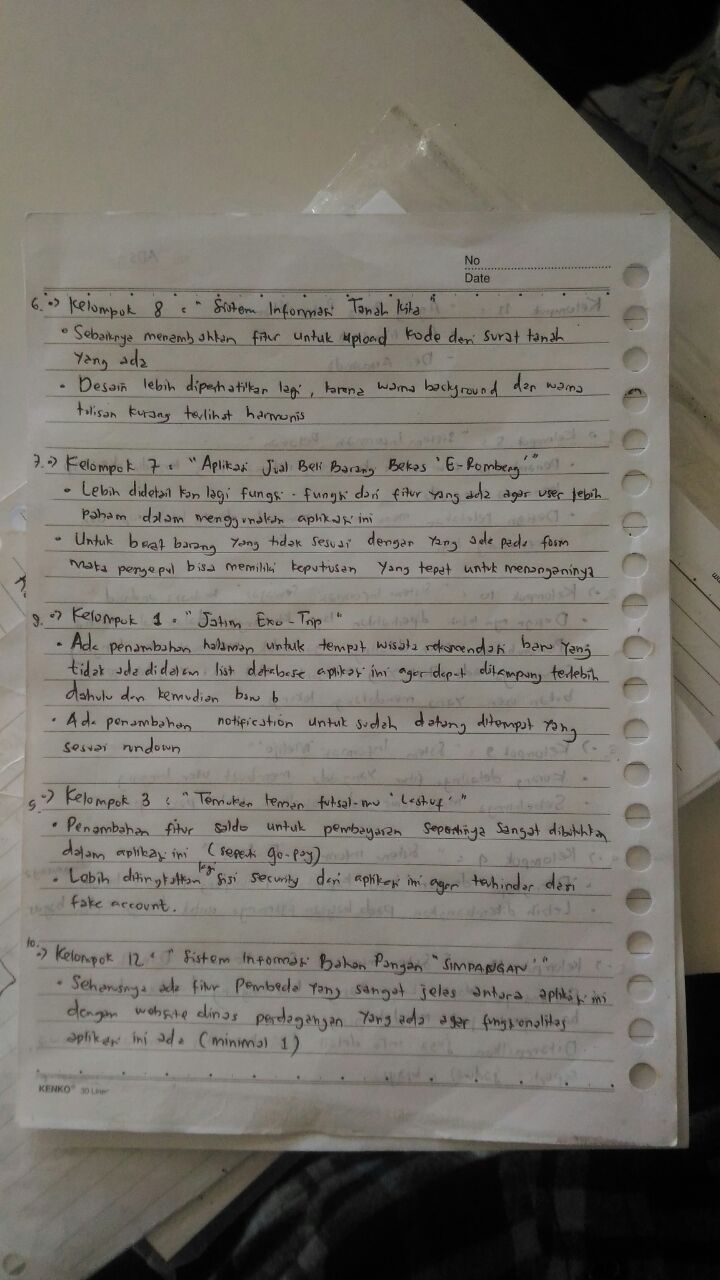 No
Date
6. => Kelompok 8 : " Sistem Informasi Tanah Kita "
• Sebaiknya menambahkan fitur untuk upload kode dari surat tanah
yang ada
• Desain lebih diperhatikan lagi, karena warna background dan warna
tulisan kurang terlihat harmonis
7. => Kelompok 7 : "Aplikasi Jual Beli Barang Bekas 'E-Rombeng'"
• Lebih didetailkan lagi fungsi - fungsi dari fitur yang ada agar user lebih
paham dalam menggunakan aplikasi ini
• Untuk berat barang yang tidak sesuai dengan yang ada pada form
maka pengepul bisa memiliki keputusan yang tepat untuk menanganinya
8. => Kelompok 1 : "Jatim Exo-Trip "
• Ada penambahan halaman untuk tempat wisata rekomendasi baru yang
tidak ada didalam list database aplikasi ini agar dapat ditampung terlebih
dahulu dan kemudian baru b
• Ada penambahan notification untuk sudah datang ditempat yang
sesuai rundown
9. => Kelompok 3 : "Temukan teman futsal-mu ' '"
• Penambahan fitur saldo untuk pembayaran sepertinya sangat dibutuhkan
dalam aplikasi ini (seperti go-pay)
• Lebih ditingkatkan lagi sisi security dari aplikasi ini agar terhindar dari
fake account.
10. => Kelompok 12 : " Sistem Informasi Bahan Pangan "SIMPANGAN'"
• Seharusnya ada fitur pembeda yang sangat jelas antara aplikasi ini
dengan website dinas perdagangan yang ada agar fungsionalitas
aplikasi ini ada (minimal 1)
KENKO® 30 Lines